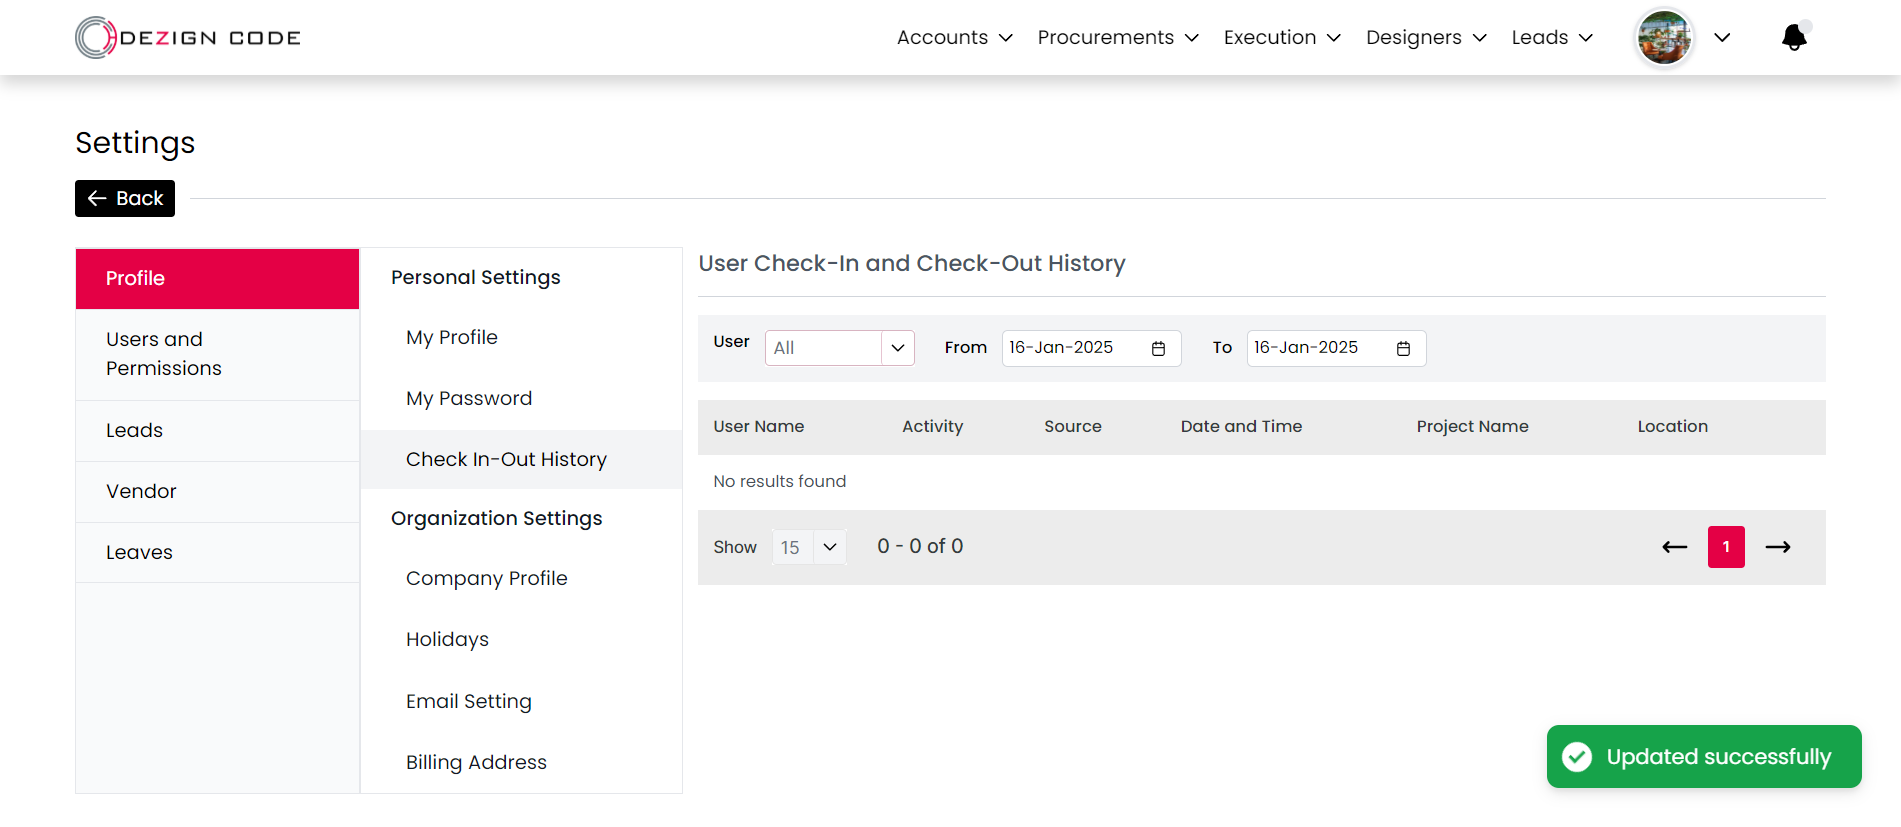 DEZIGN CODE
Accounts Procurements Execution Designers Leads
Settings
Back
Profile
Users and
Permissions
Leads
Vendor
Leaves
Personal Settings
My Profile
My Password
Check In-Out History
Organization Settings
Company Profile
Holidays
Email Setting
Billing Address
User Check-In and Check-Out History
User All From 16-Jan-2025 To 16-Jan-2025
User Name Activity Source Date and Time Project Name Location
No results found
Show 15 0 - 0 of 0 1
Updated successfully